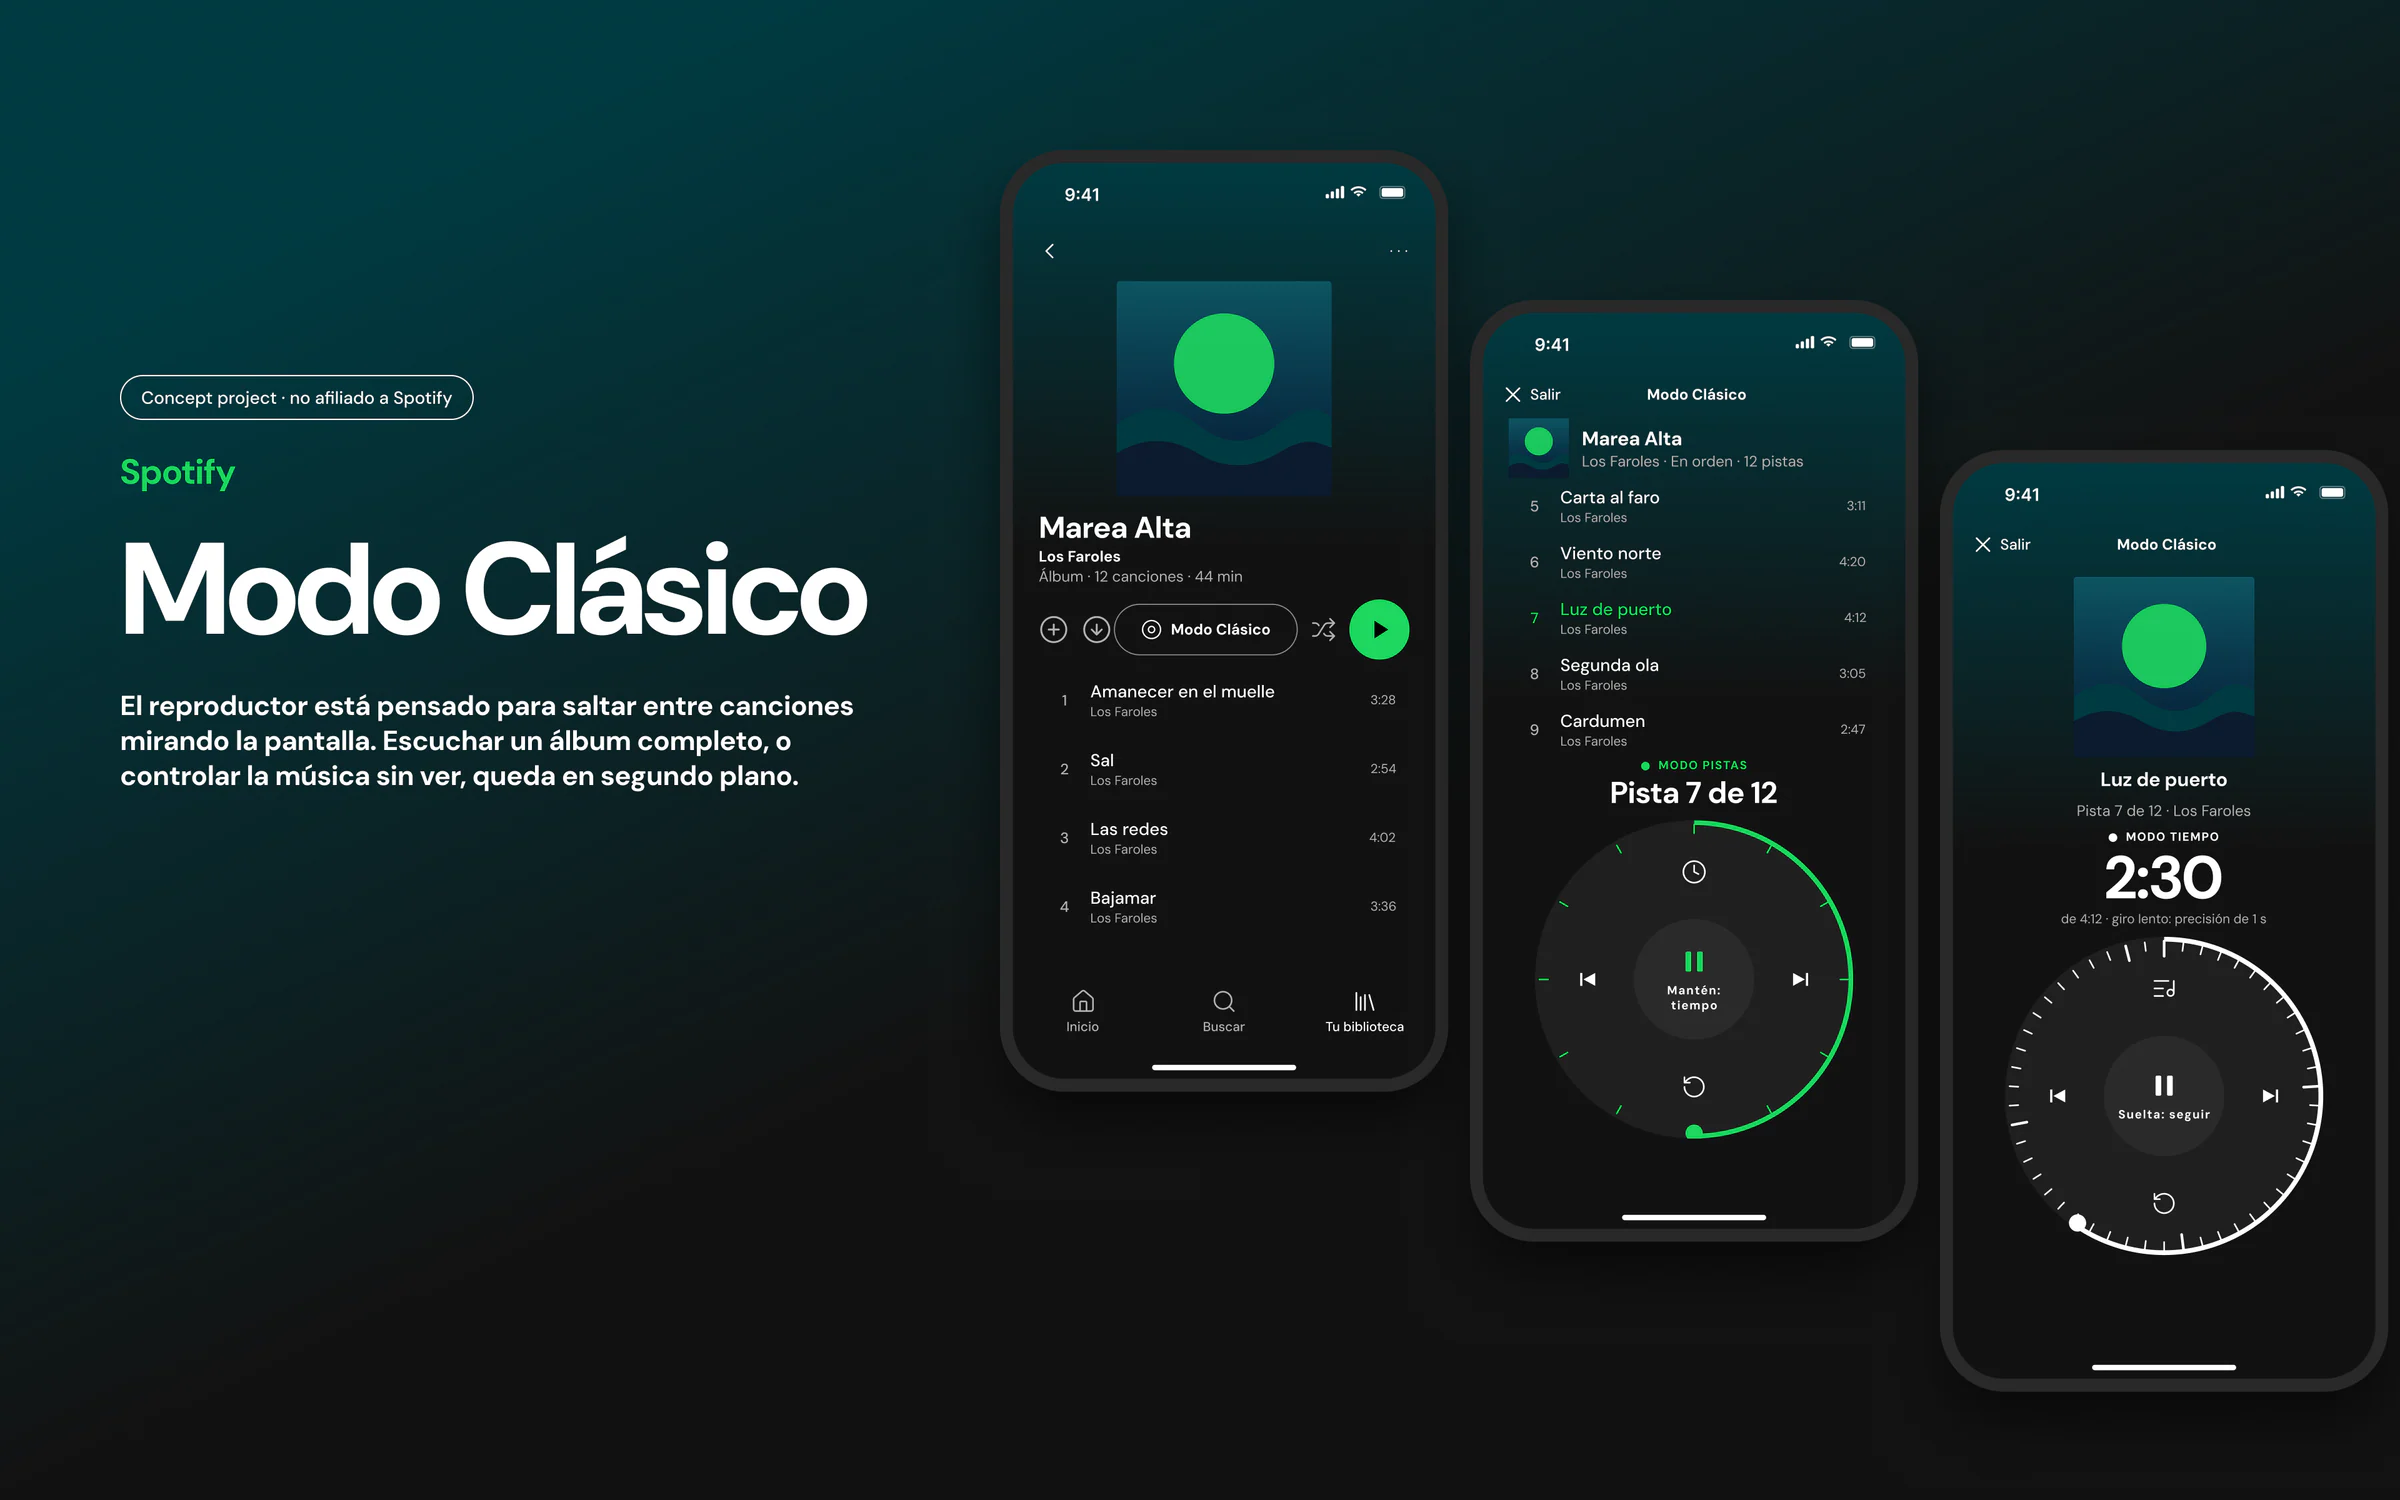 Concept project · no afiliado a Spotify
Spotify
Modo Clásico
El reproductor está pensado para saltar entre canciones
mirando la pantalla. Escuchar un álbum completo, o
controlar la música sin ver, queda en segundo plano.
9:41
Marea Alta
Los Faroles
Álbum · 12 canciones · 44 min
Modo Clásico
1 Amanecer en el muelle 3:28
Los Faroles
2 Sal 2:54
Los Faroles
3 Las redes 4:02
Los Faroles
4 Bajamar 3:36
Los Faroles
Inicio Buscar Tu biblioteca
9:41
Salir Modo Clásico
Marea Alta
Los Faroles · En orden · 12 pistas
5 Carta al faro 3:11
Los Faroles
6 Viento norte 4:20
Los Faroles
7 Luz de puerto 4:12
Los Faroles
8 Segunda ola 3:05
Los Faroles
9 Cardumen 2:47
Los Faroles
MODO PISTAS
Pista 7 de 12
Mantén:
tiempo
9:41
Salir Modo Clásico
Luz de puerto
Pista 7 de 12 · Los Faroles
MODO TIEMPO
2:30
de 4:12 · giro lento: precisión de 1 s
Suelta: seguir